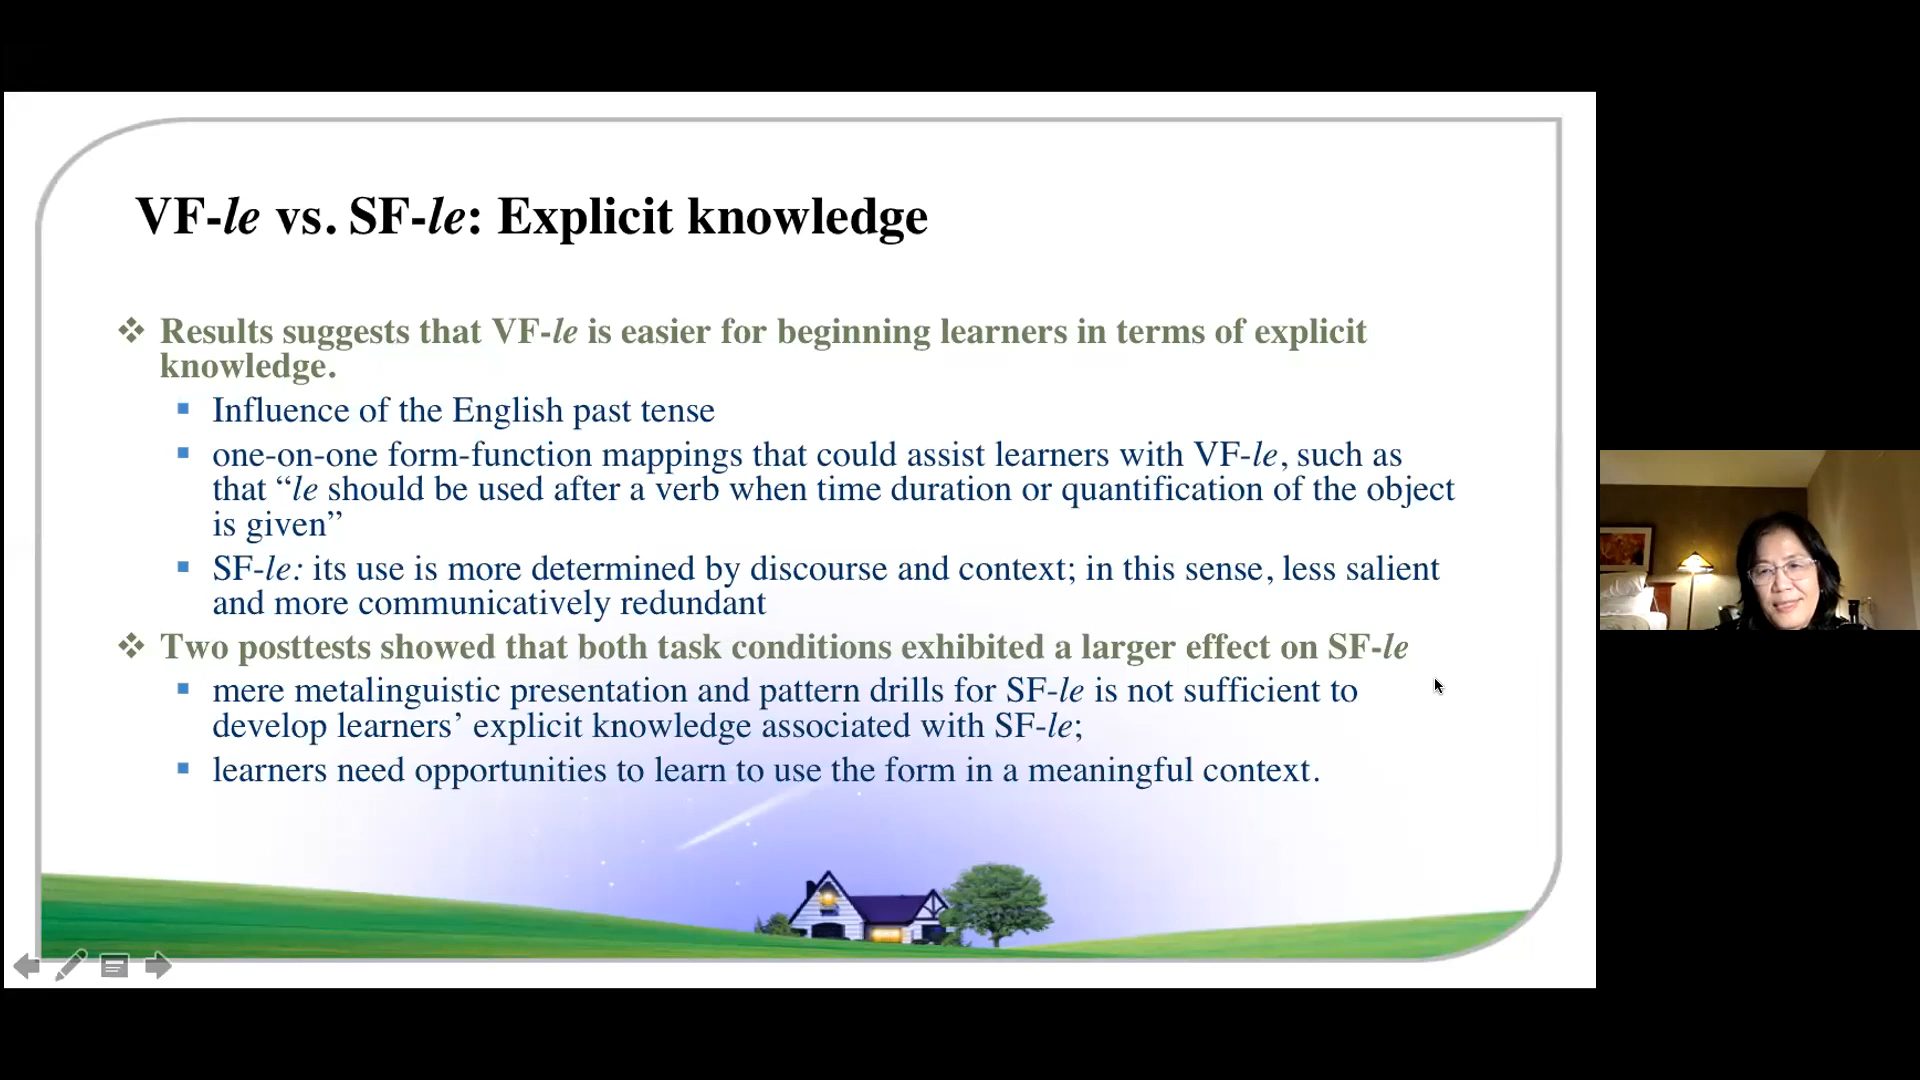 VF-le vs. SF-le: Explicit knowledge
Results suggests that VF-le is easier for beginning learners in terms of explicit
knowledge.
Influence of the English past tense
one-on-one form-function mappings that could assist learners with VF-le, such as
that “le should be used after a verb when time duration or quantification of the object
is given”
SF-le: its use is more determined by discourse and context; in this sense, less salient
and more communicatively redundant
Two posttests showed that both task conditions exhibited a larger effect on SF-le
mere metalinguistic presentation and pattern drills for SF-le is not sufficient to
develop learners’ explicit knowledge associated with SF-le;
learners need opportunities to learn to use the form in a meaningful context.